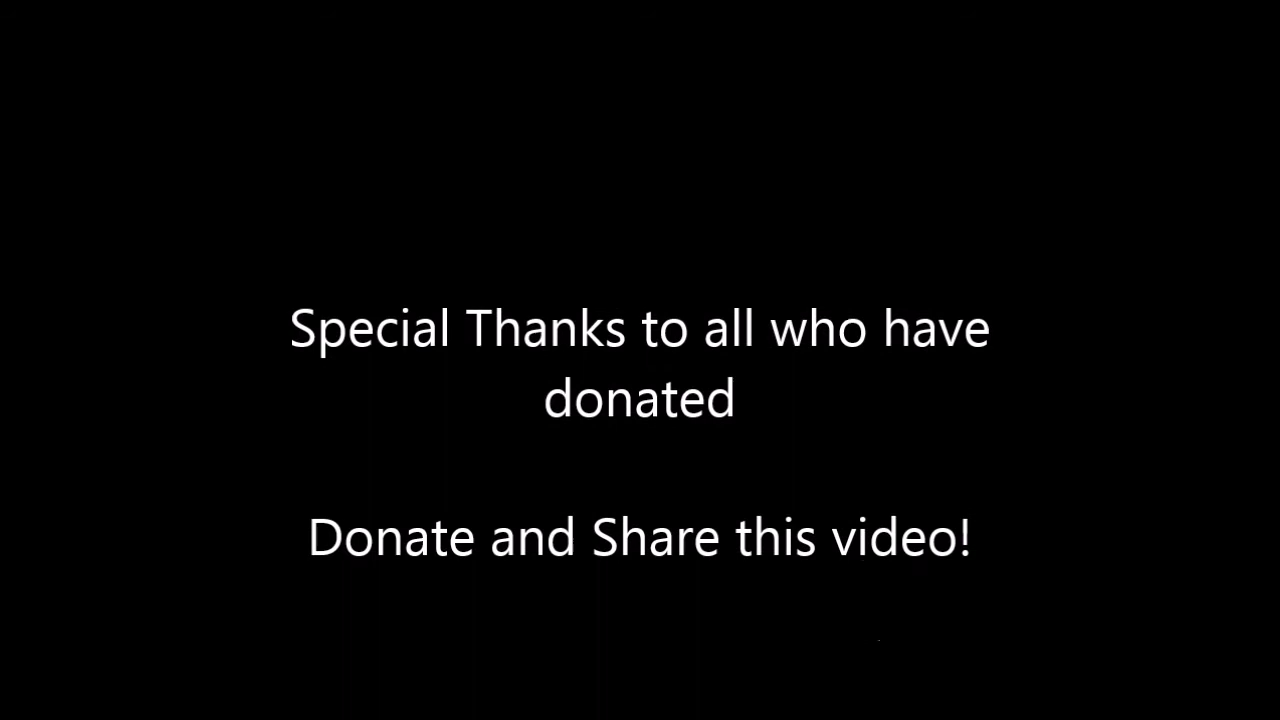 Special Thanks to all who have
donated
Donate and Share this video!